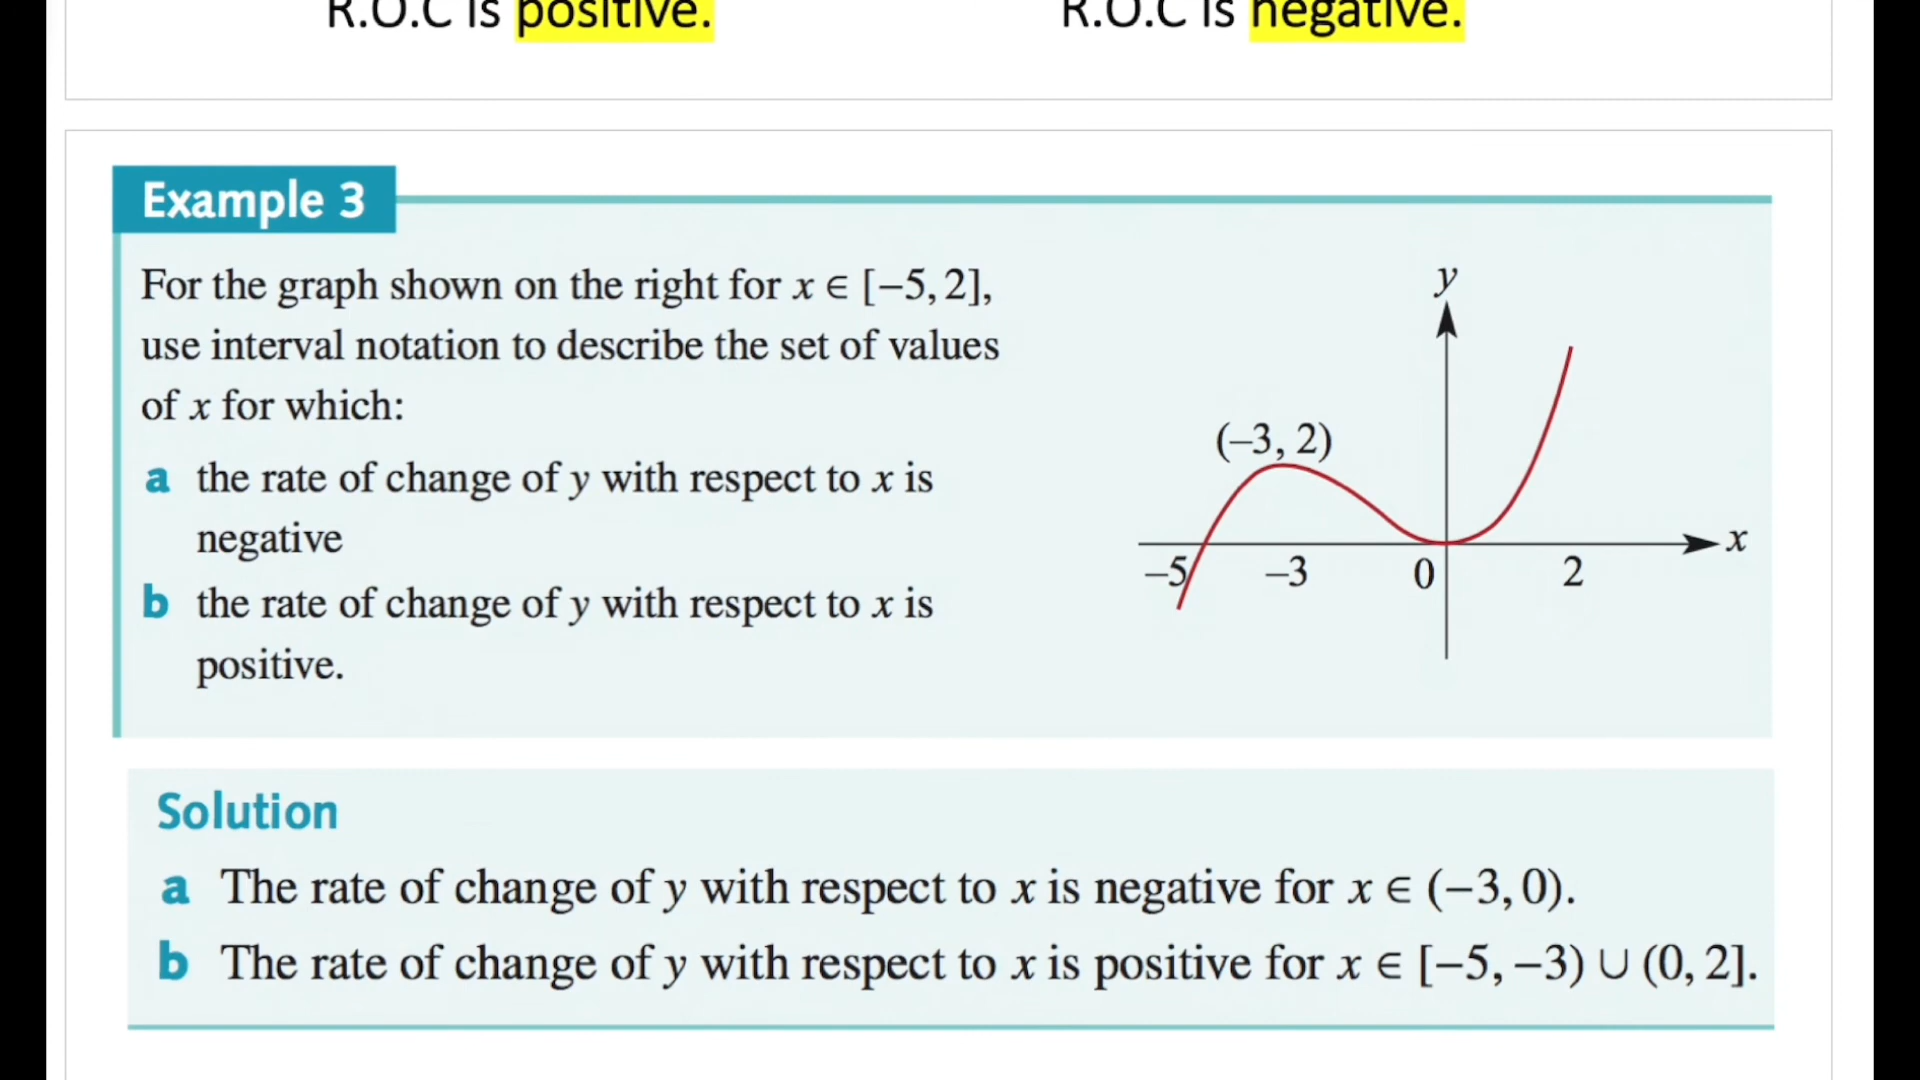 R.O.C is positive.
R.O.C is negative.
Example 3
For the graph shown on the right for x ∈ [−5, 2],
use interval notation to describe the set of values
of x for which:
a the rate of change of y with respect to x is
negative
b the rate of change of y with respect to x is
positive.
y
(−3, 2)
x
−5
−3
0
2
Solution
a The rate of change of y with respect to x is negative for x ∈ (−3, 0).
b The rate of change of y with respect to x is positive for x ∈ [−5, −3) ∪ (0, 2].